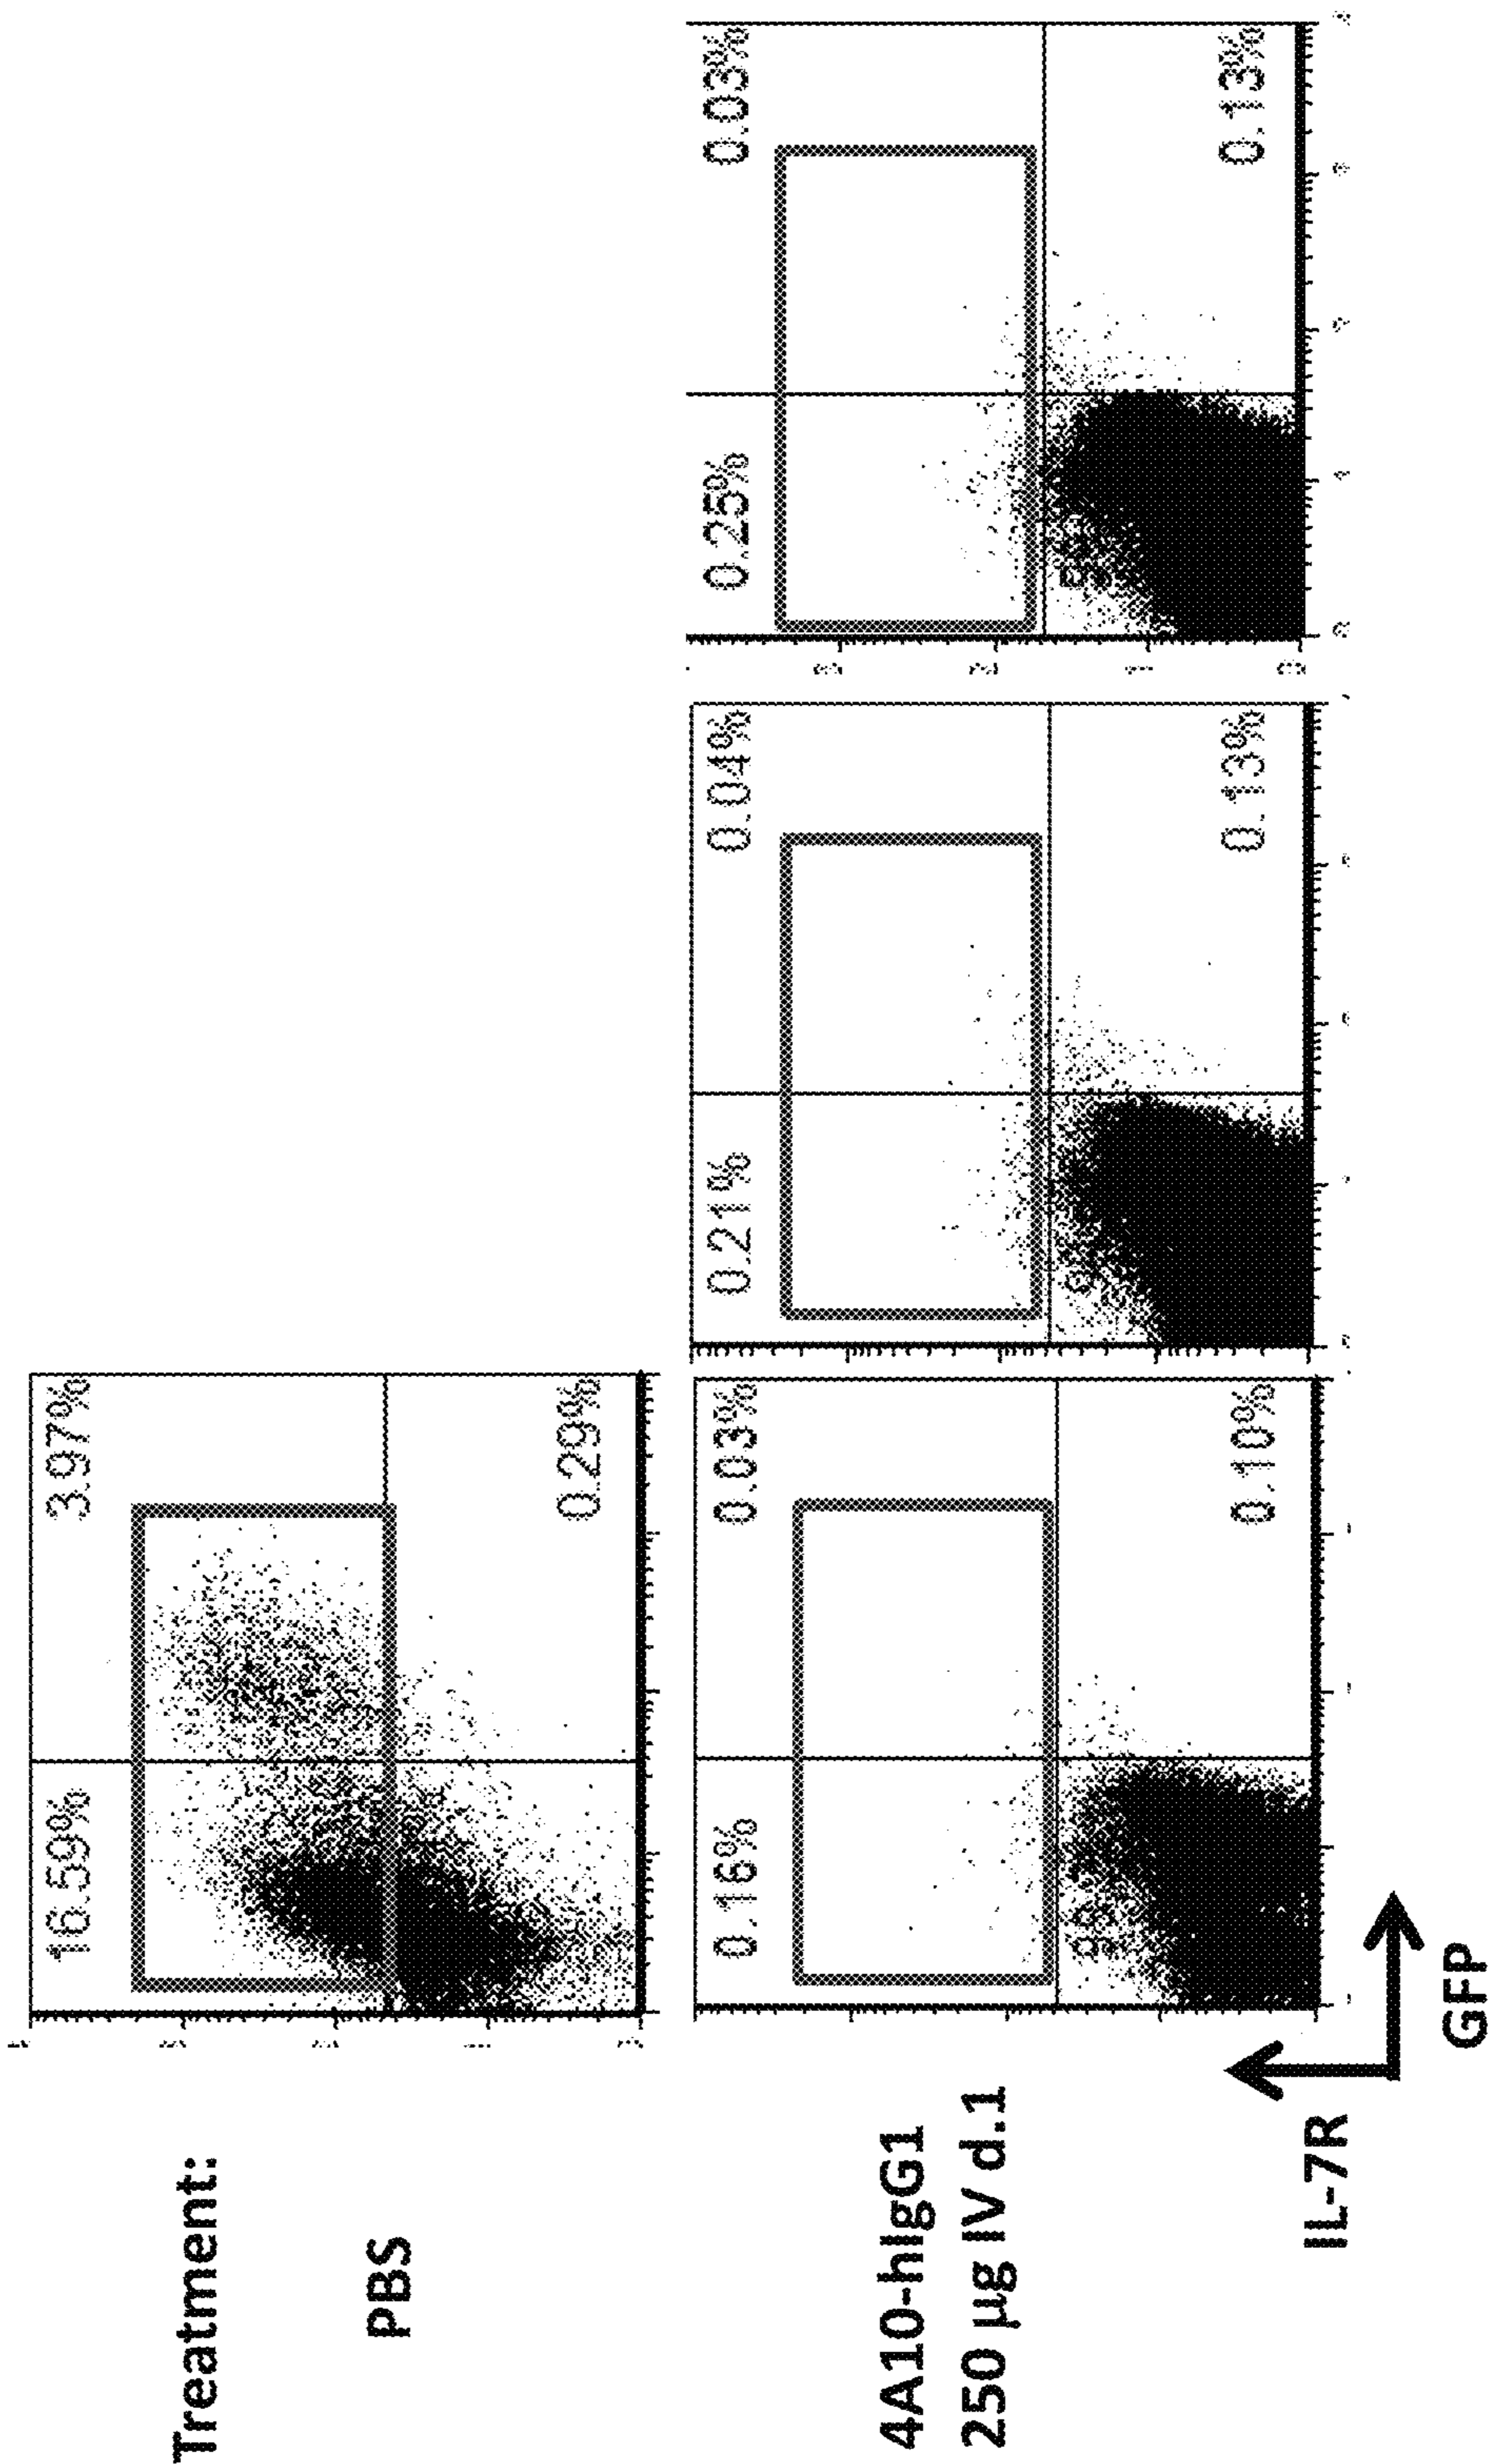 Treatment:
PBS
16.59%
3.97%
0.29%
4A10-hIgG1
250 µg IV d.1
0.16%
0.03%
0.10%
0.21%
0.04%
0.13%
0.25%
0.03%
0.13%
IL-7R
GFP